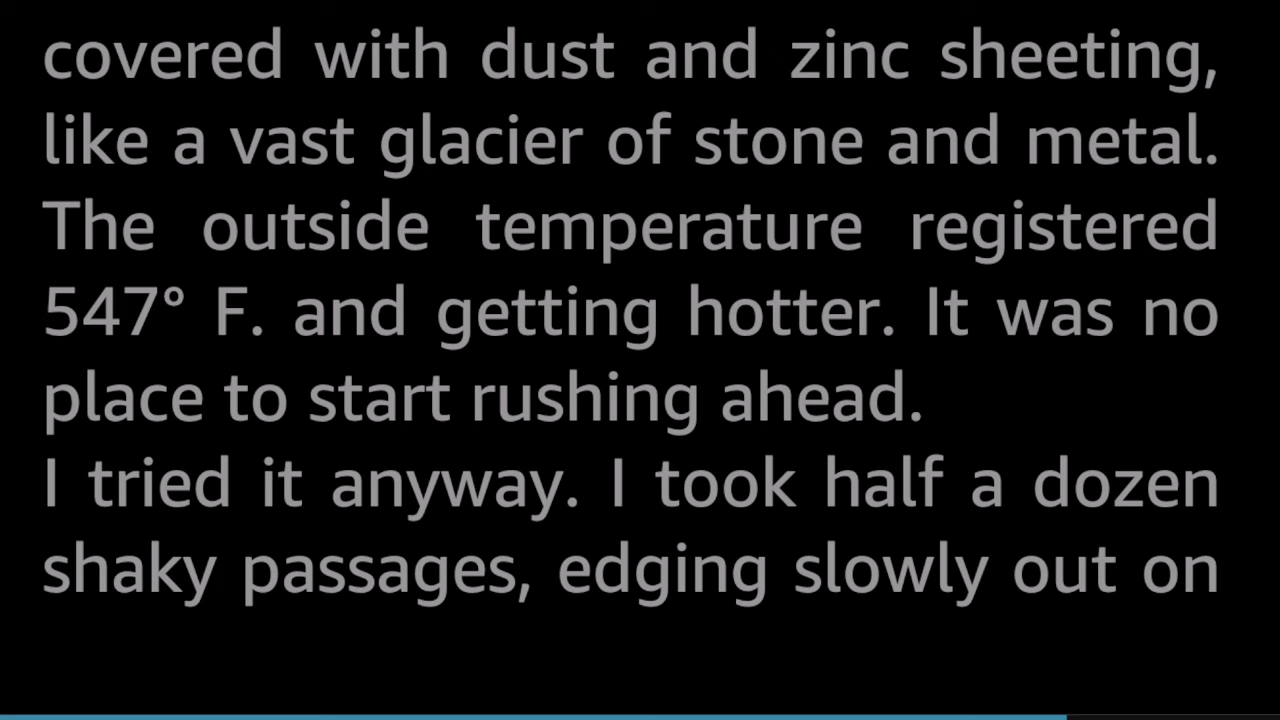 covered with dust and zinc sheeting,
like a vast glacier of stone and metal.
The outside temperature registered
547° F. and getting hotter. It was no
place to start rushing ahead.
I tried it anyway. I took half a dozen
shaky passages, edging slowly out on